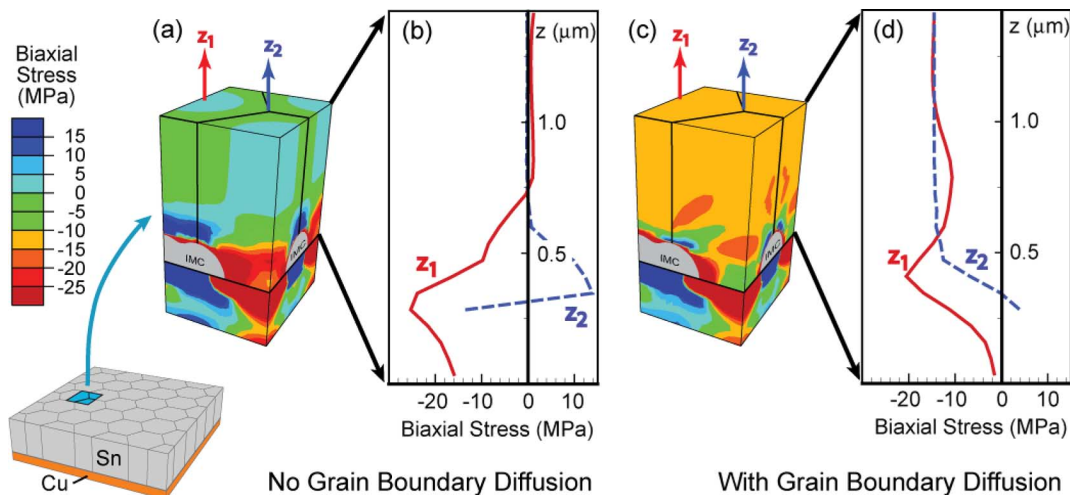 Biaxial
Stress
(MPa)
15
10
5
0
-5
-10
-15
-20
-25
Sn
Cu
(a)
z1
z2
IMC
IMC
(b)
z (μm)
1.0
0.5
z1
z2
-20 -10 0 10
Biaxial Stress (MPa)
No Grain Boundary Diffusion
(c)
z1
z2
IMC
(d)
z (μm)
1.0
0.5
z1
z2
-20 -10 0 10
Biaxial Stress (MPa)
With Grain Boundary Diffusion